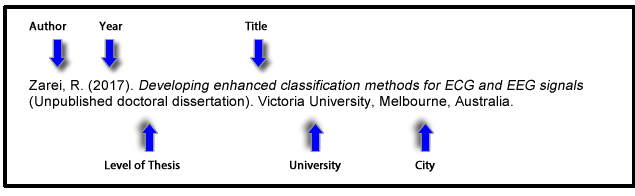 Author Year Title
Zarei, R. (2017). Developing enhanced classification methods for ECG and EEG signals
(Unpublished doctoral dissertation). Victoria University, Melbourne, Australia.
Level of Thesis University City